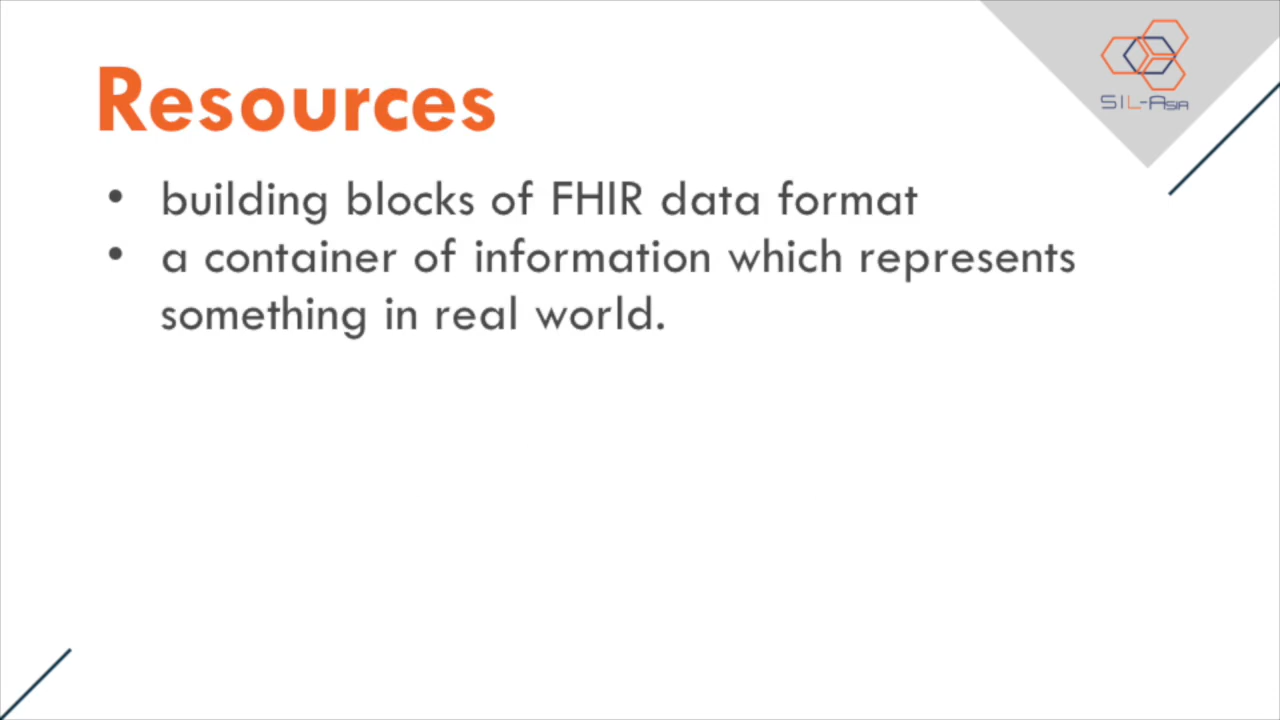 Resources
SIL-Asia
• building blocks of FHIR data format
• a container of information which represents
something in real world.